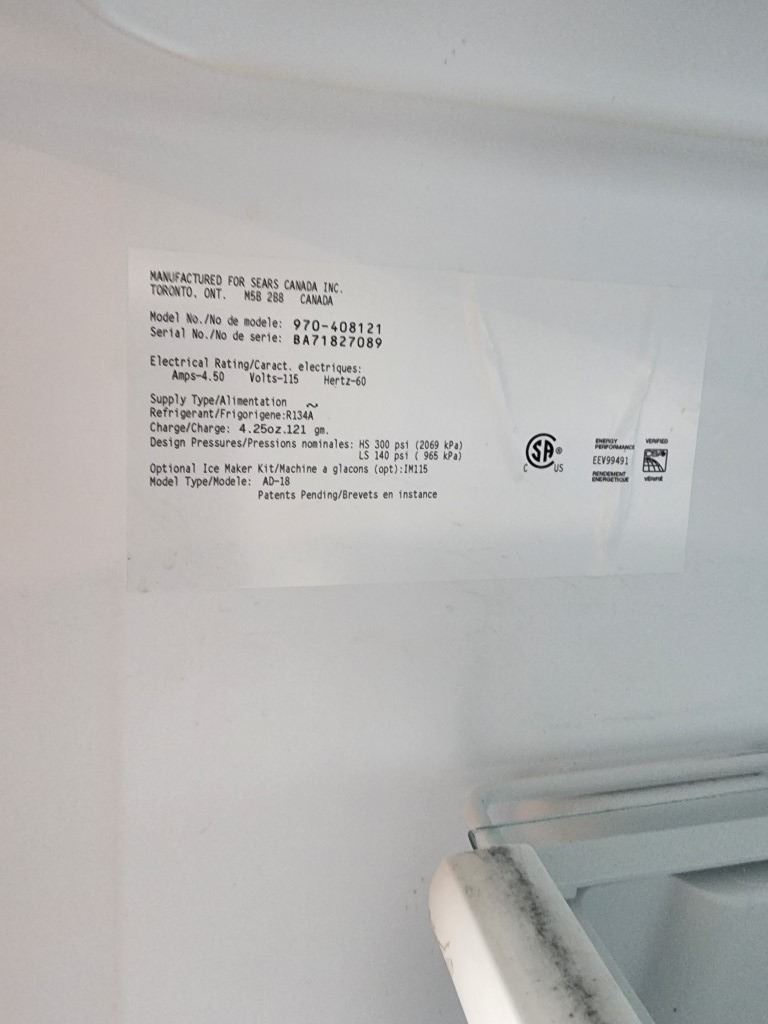 MANUFACTURED FOR SEARS CANADA INC.
TORONTO, ONT. M5B 2B8 CANADA
Model No./No de modele: 970-408121
Serial No./No de serie: BA71827089
Electrical Rating/Caract. electriques:
Amps-4.50 Volts-115 Hertz-60
Supply Type/Alimentation ~
Refrigerant/Frigorigene:R134A
Charge/Charge: 4.25oz.121 gm.
Design Pressures/Pressions nominales: HS 300 psi (2069 kPa)
LS 140 psi ( 965 kPa)
Optional Ice Maker Kit/Machine a glacons (opt):IM115
Model Type/Modele: AD-18
Patents Pending/Brevets en instance
C SA ® US
ENERGY PERFORMANCE
EEV99491
RENDEMENT ENERGETIQUE
VERIFIED
CSA
VÉRIFIÉ